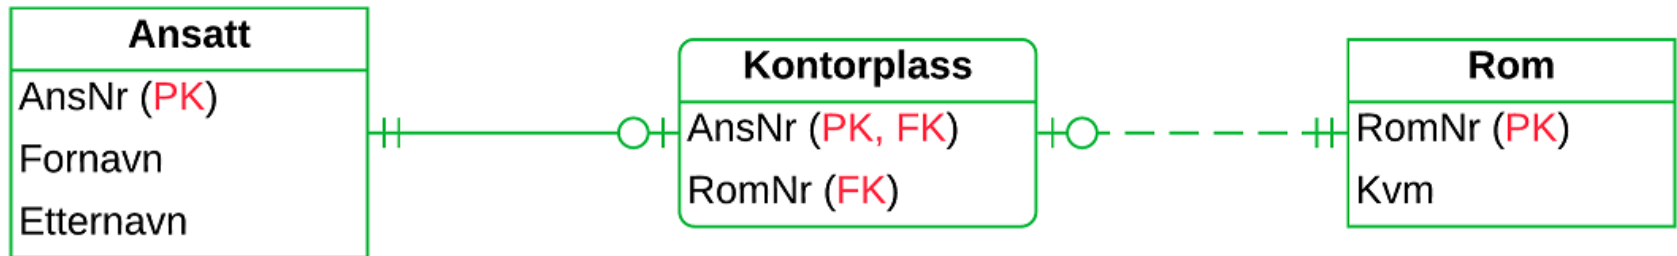 Ansatt
AnsNr (PK)
Fornavn
Etternavn
Kontorplass
AnsNr (PK, FK)
RomNr (FK)
Rom
RomNr (PK)
Kvm